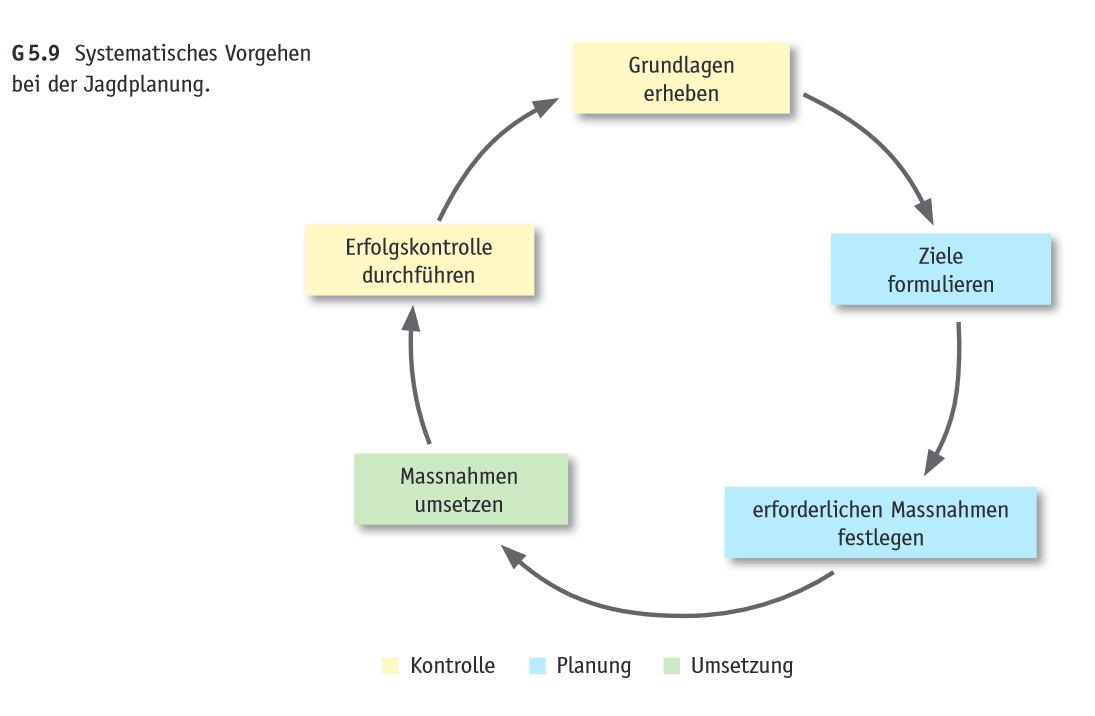 G 5.9 Systematisches Vorgehen
bei der Jagdplanung.
Grundlagen
erheben
Ziele
formulieren
erforderlichen Massnahmen
festlegen
Massnahmen
umsetzen
Erfolgskontrolle
durchführen
Kontrolle
Planung
Umsetzung